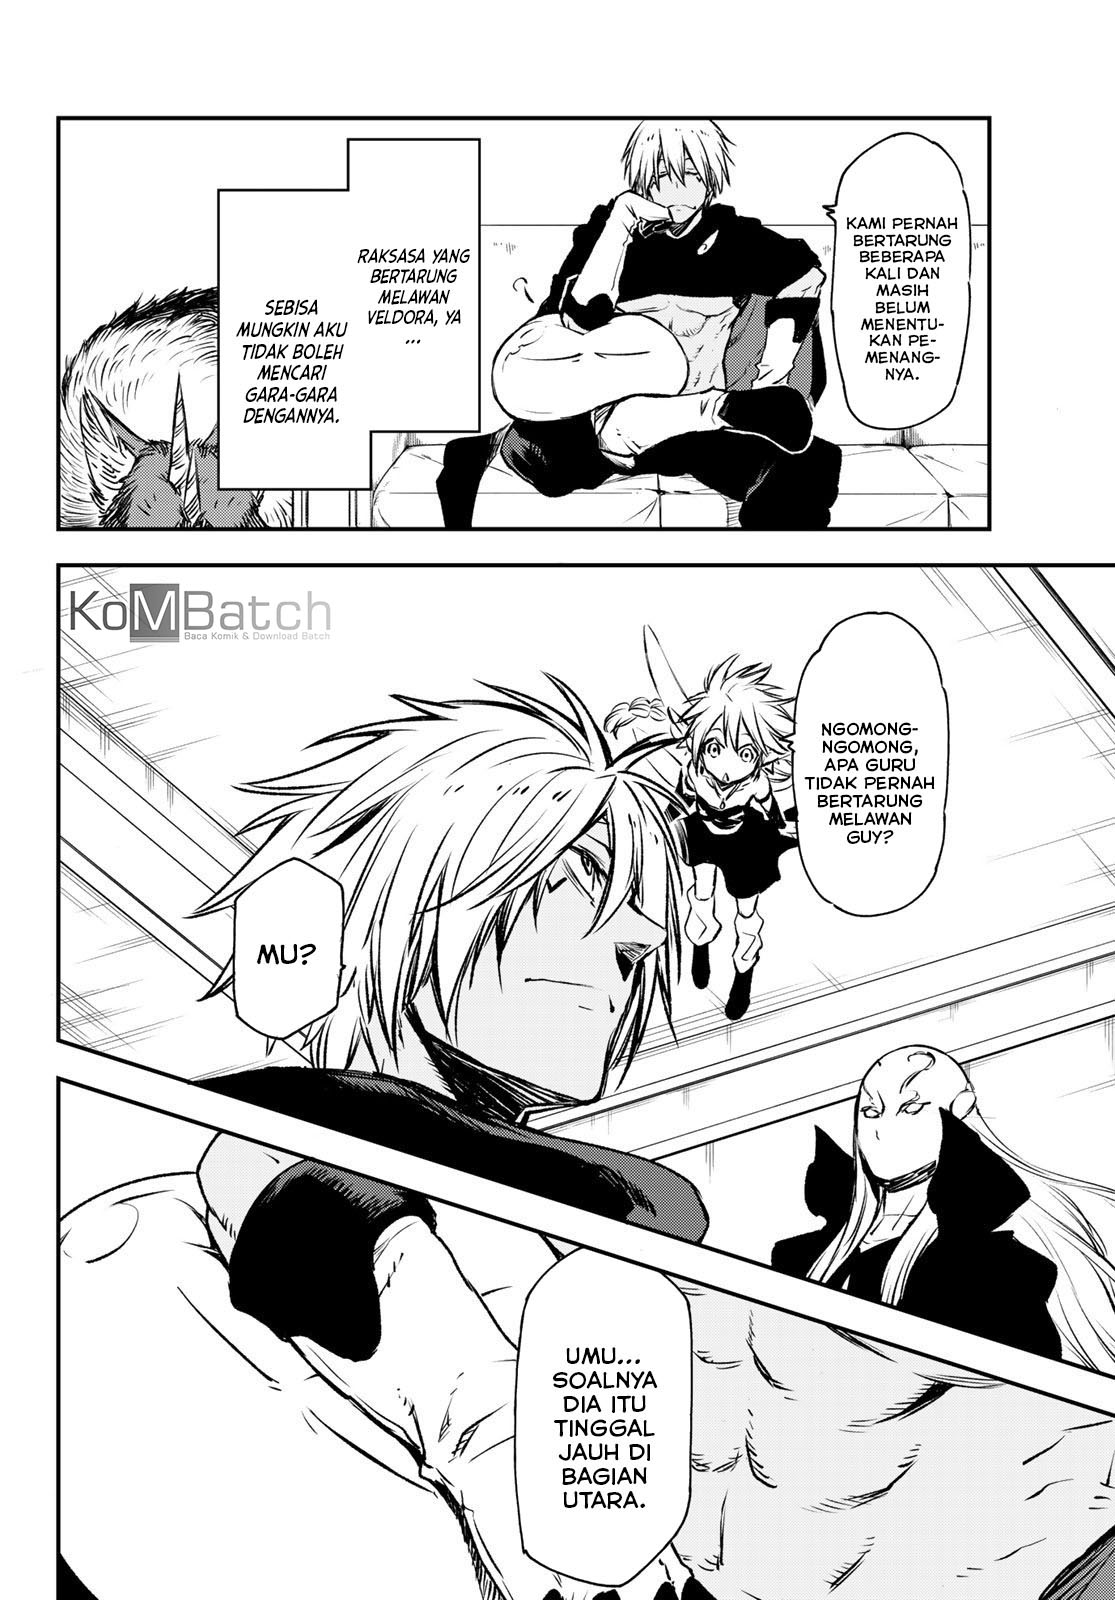 KAMI PERNAH
BERTARUNG
BEBERAPA
KALI DAN
MASIH
BELUM
MENENTU-
KAN PE-
MENANG-
NYA.
RAKSASA YANG
BERTARUNG
MELAWAN
VELDORA, YA
...
SEBISA
MUNGKIN AKU
TIDAK BOLEH
MENCARI
GARA-GARA
DENGANNYA.
KoMBatch
Baca Komik & Download Batch
NGOMONG-
NGOMONG,
APA GURU
TIDAK PERNAH
BERTARUNG
MELAWAN
GUY?
MU?
UMU...
SOALNYA
DIA ITU
TINGGAL
JAUH DI
BAGIAN
UTARA.